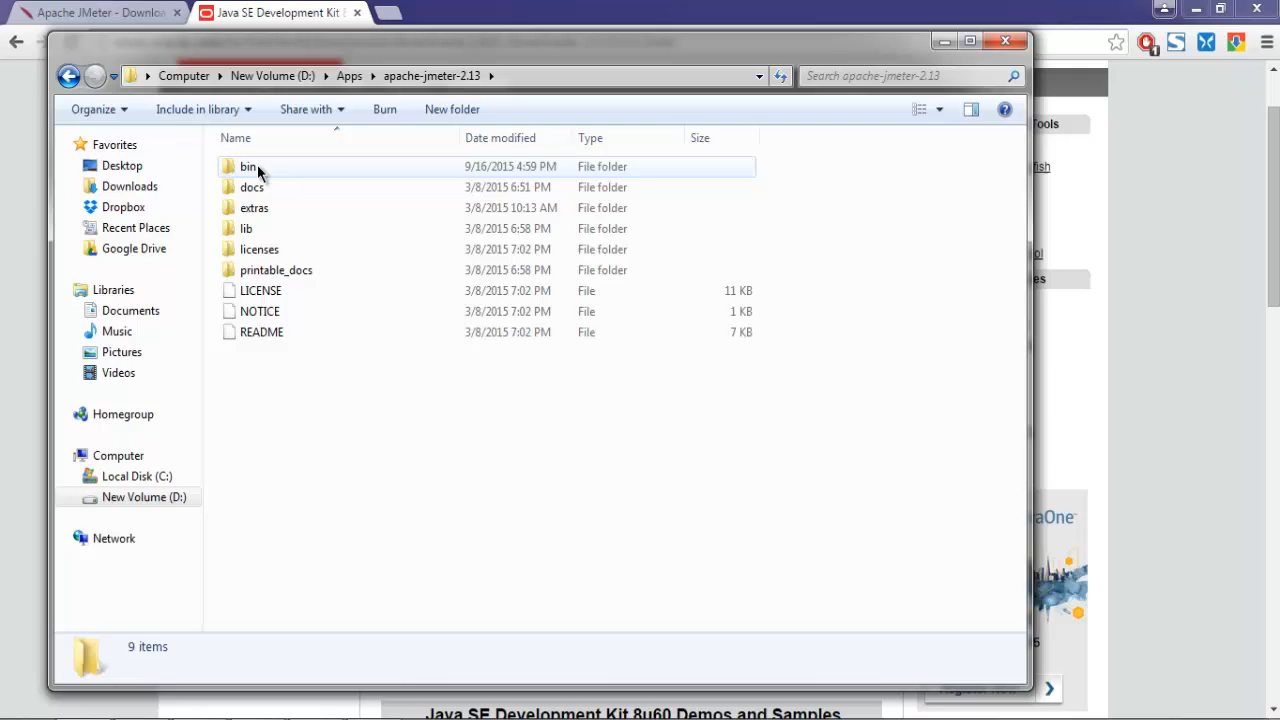 Apache JMeter - Downloa
Java SE Development Kit 8
Computer New Volume (D:) Apps apache-jmeter-2.13
Search apache-jmeter-2.13
Organize Include in library Share with Burn New folder
Name Date modified Type Size
Favorites
Desktop
Downloads
Dropbox
Recent Places
Google Drive
Libraries
Documents
Music
Pictures
Videos
Homegroup
Computer
Local Disk (C:)
New Volume (D:)
Network
bin 9/16/2015 4:59 PM File folder
docs 3/8/2015 6:51 PM File folder
extras 3/8/2015 10:13 AM File folder
lib 3/8/2015 6:58 PM File folder
licenses 3/8/2015 7:02 PM File folder
printable_docs 3/8/2015 6:58 PM File folder
LICENSE 3/8/2015 7:02 PM File 11 KB
NOTICE 3/8/2015 7:02 PM File 1 KB
README 3/8/2015 7:02 PM File 7 KB
9 items
Tools
fish
ol
es
aOne
5
Java SE Development Kit 8u60 Demos and Samples